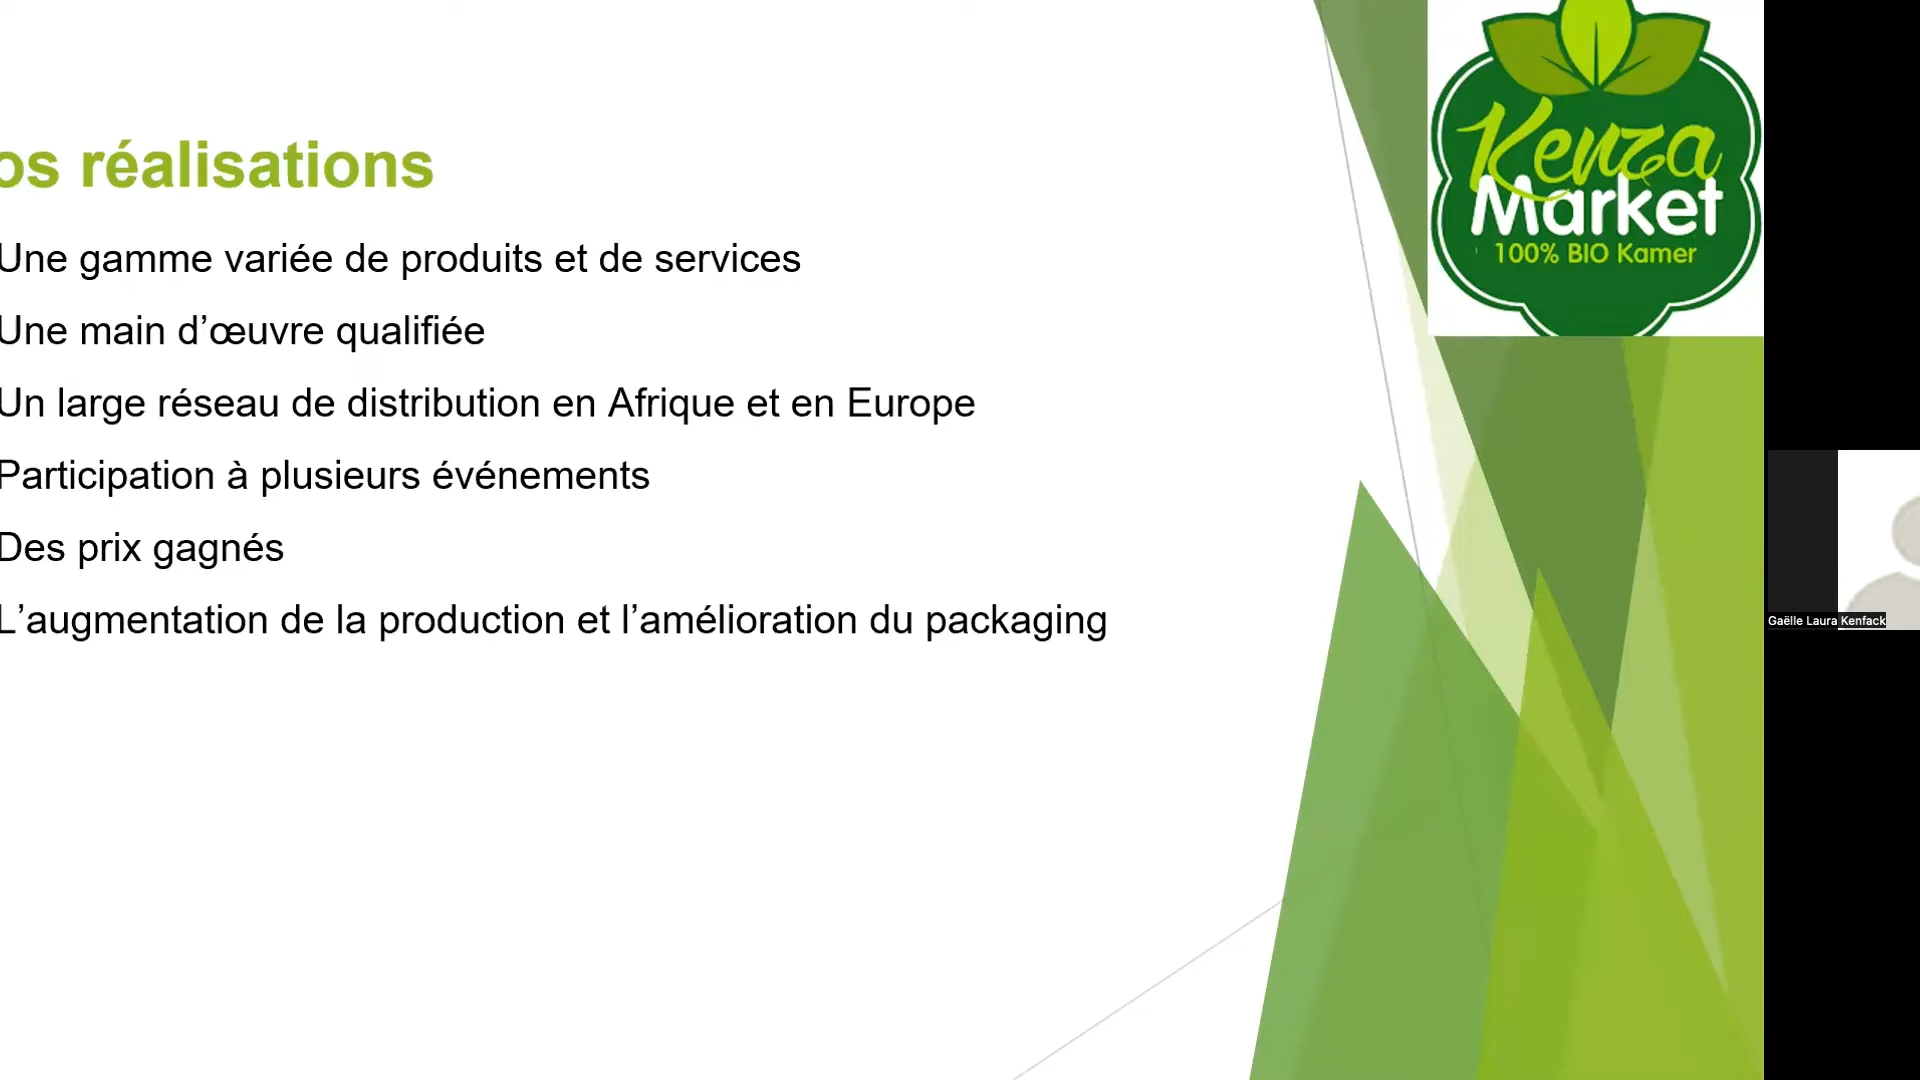 os réalisations
Une gamme variée de produits et de services
Une main d’œuvre qualifiée
Un large réseau de distribution en Afrique et en Europe
Participation à plusieurs événements
Des prix gagnés
L’augmentation de la production et l’amélioration du packaging
Kenza
Market
100% BIO Kamer
Gaëlle Laura Kenfack